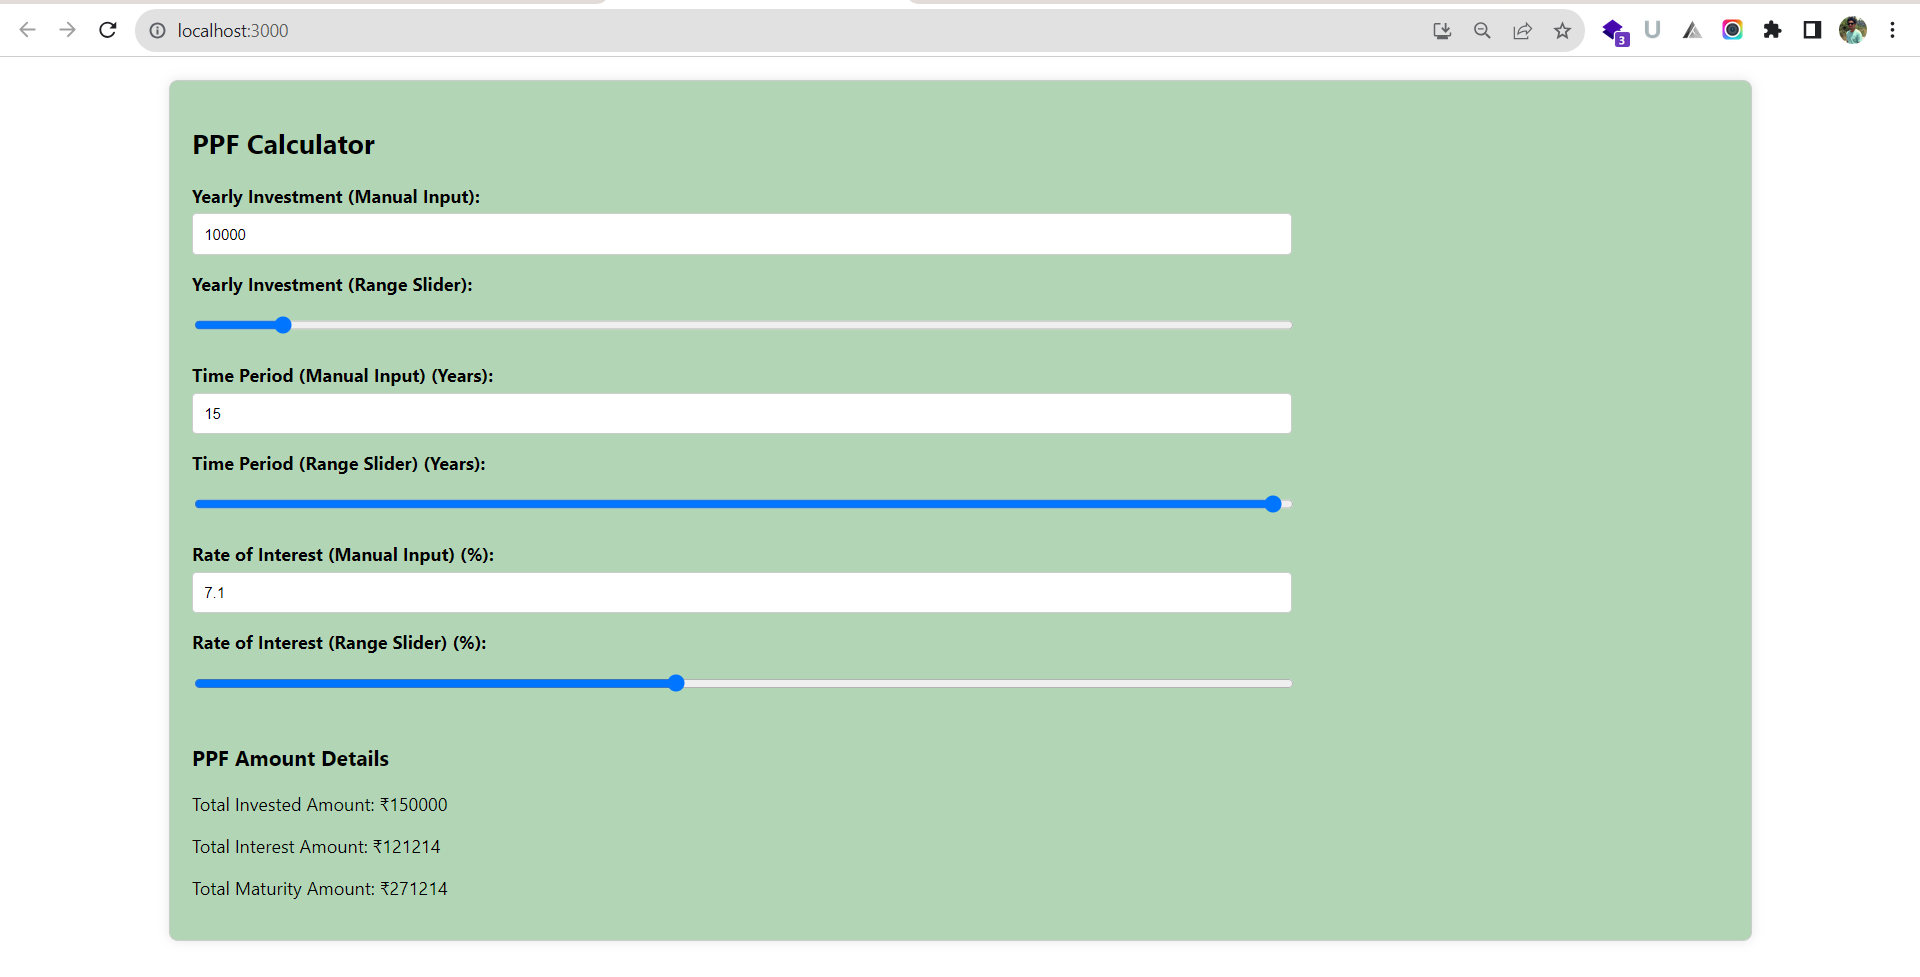 localhost:3000
3
U
PPF Calculator
Yearly Investment (Manual Input):
10000
Yearly Investment (Range Slider):
Time Period (Manual Input) (Years):
15
Time Period (Range Slider) (Years):
Rate of Interest (Manual Input) (%):
7.1
Rate of Interest (Range Slider) (%):
PPF Amount Details
Total Invested Amount: ₹150000
Total Interest Amount: ₹121214
Total Maturity Amount: ₹271214